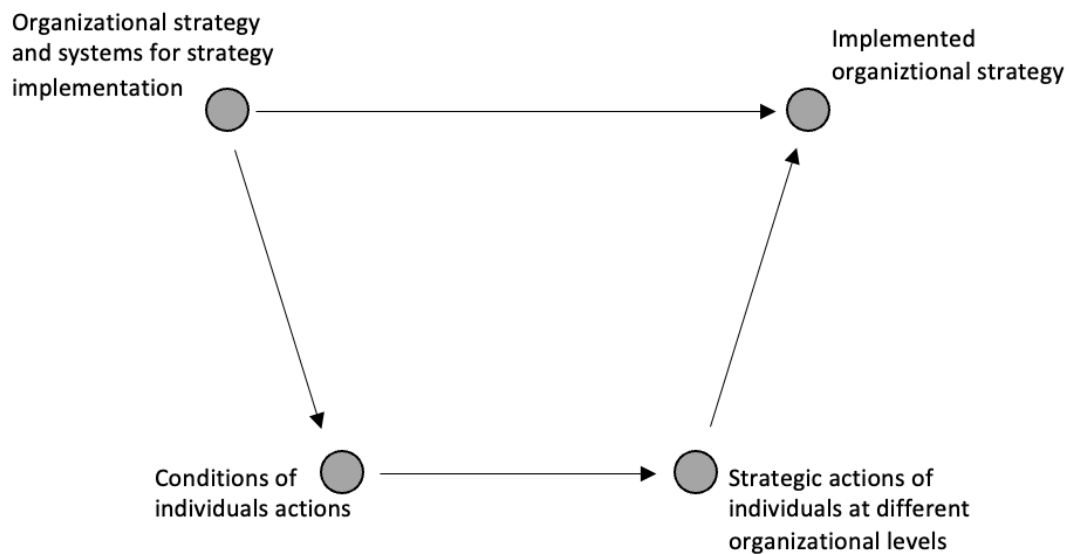 Organizational strategy
and systems for strategy
implementation
Implemented
organiztional strategy
Conditions of
individuals actions
Strategic actions of
individuals at different
organizational levels